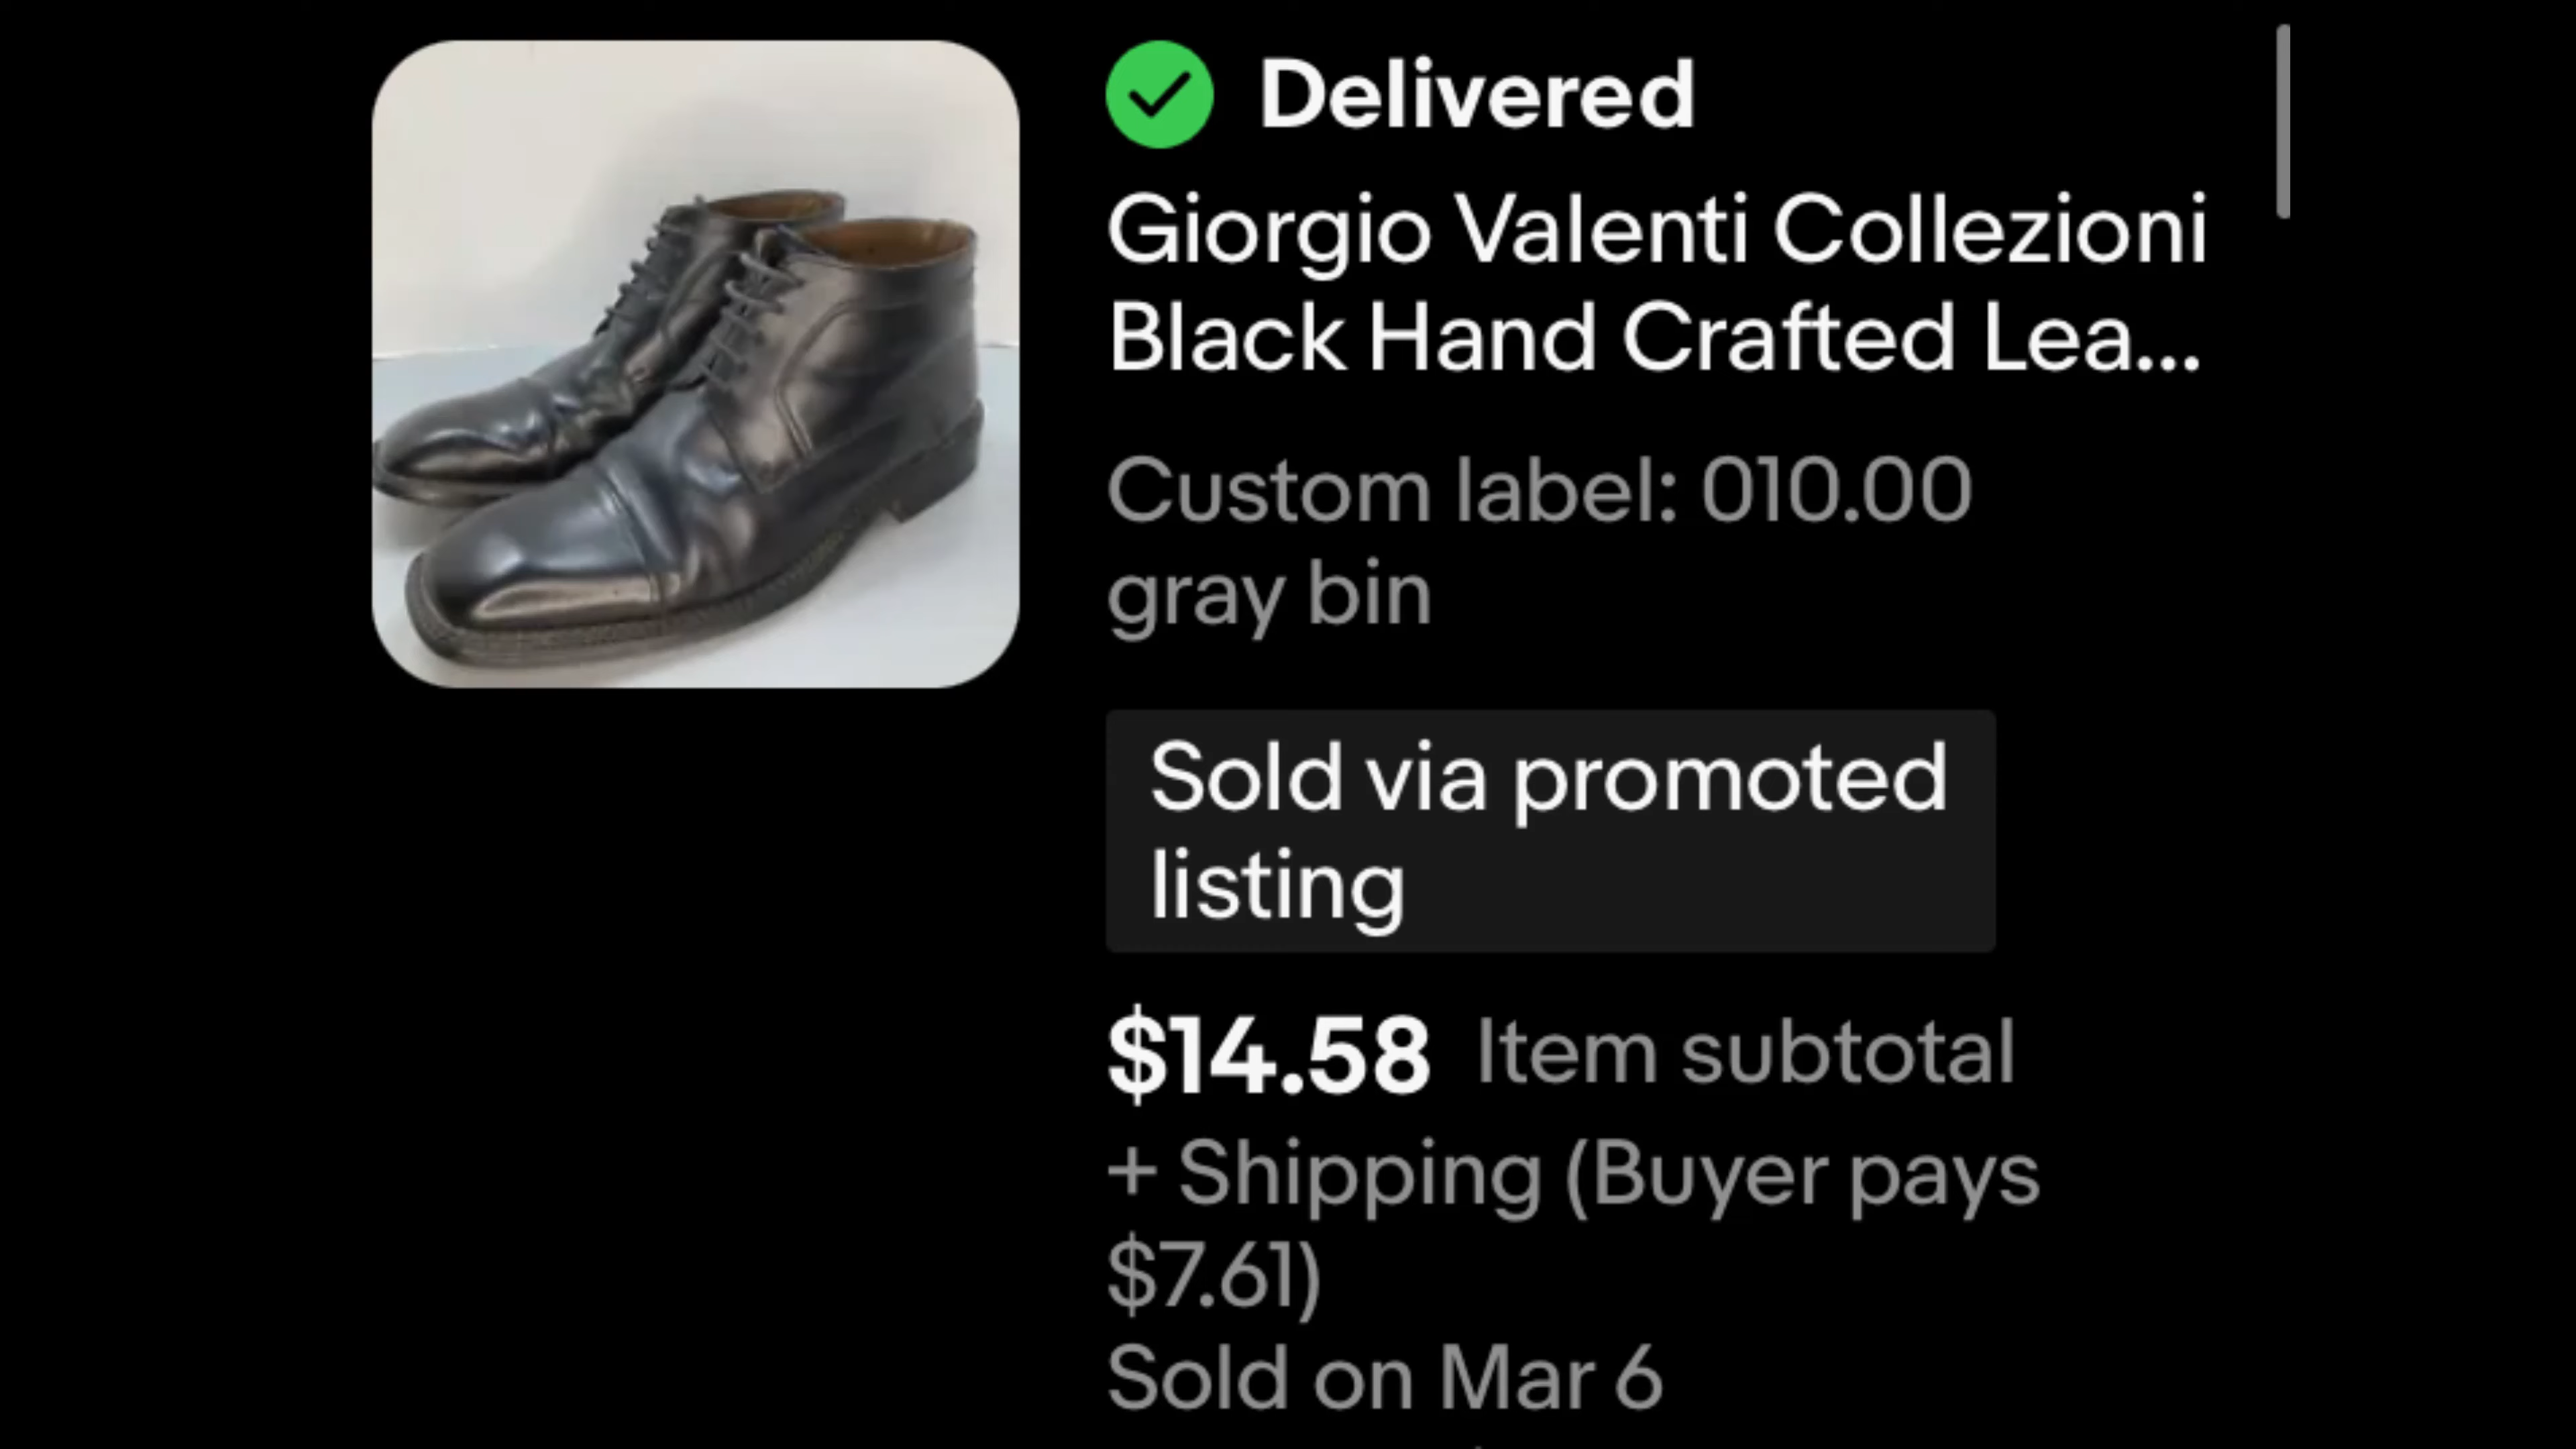 Delivered
Giorgio Valenti Collezioni
Black Hand Crafted Lea...
Custom label: 010.00
gray bin
Sold via promoted
listing
$14.58 Item subtotal
+ Shipping (Buyer pays
$7.61)
Sold on Mar 6